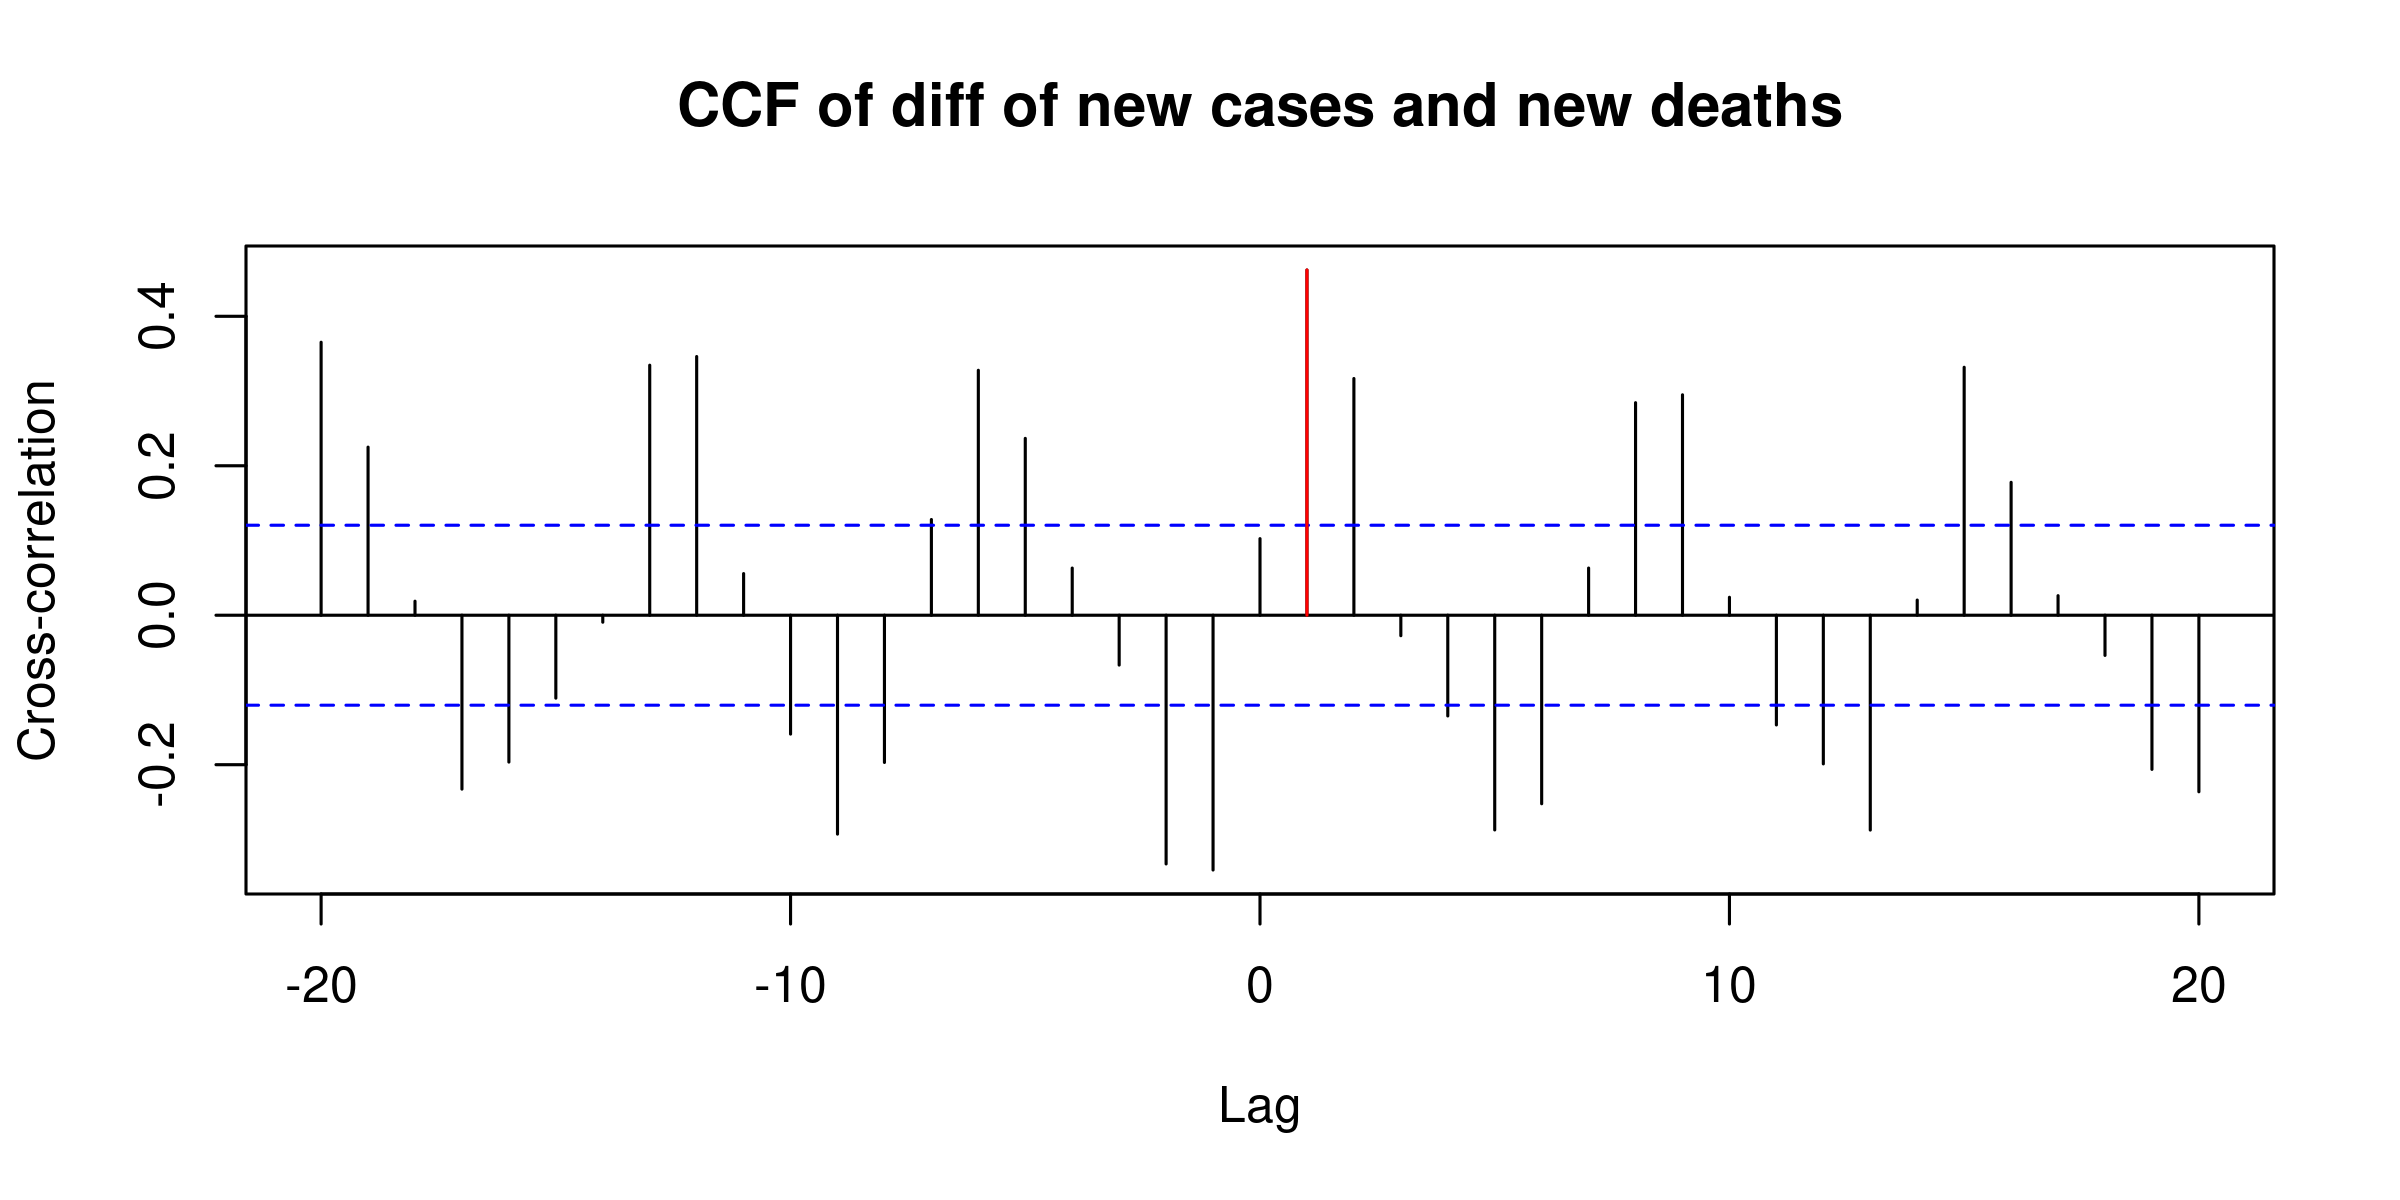 CCF of diff of new cases and new deaths
Cross-correlation
0.4
0.2
0.0
-0.2
-20 -10 0 10 20
Lag